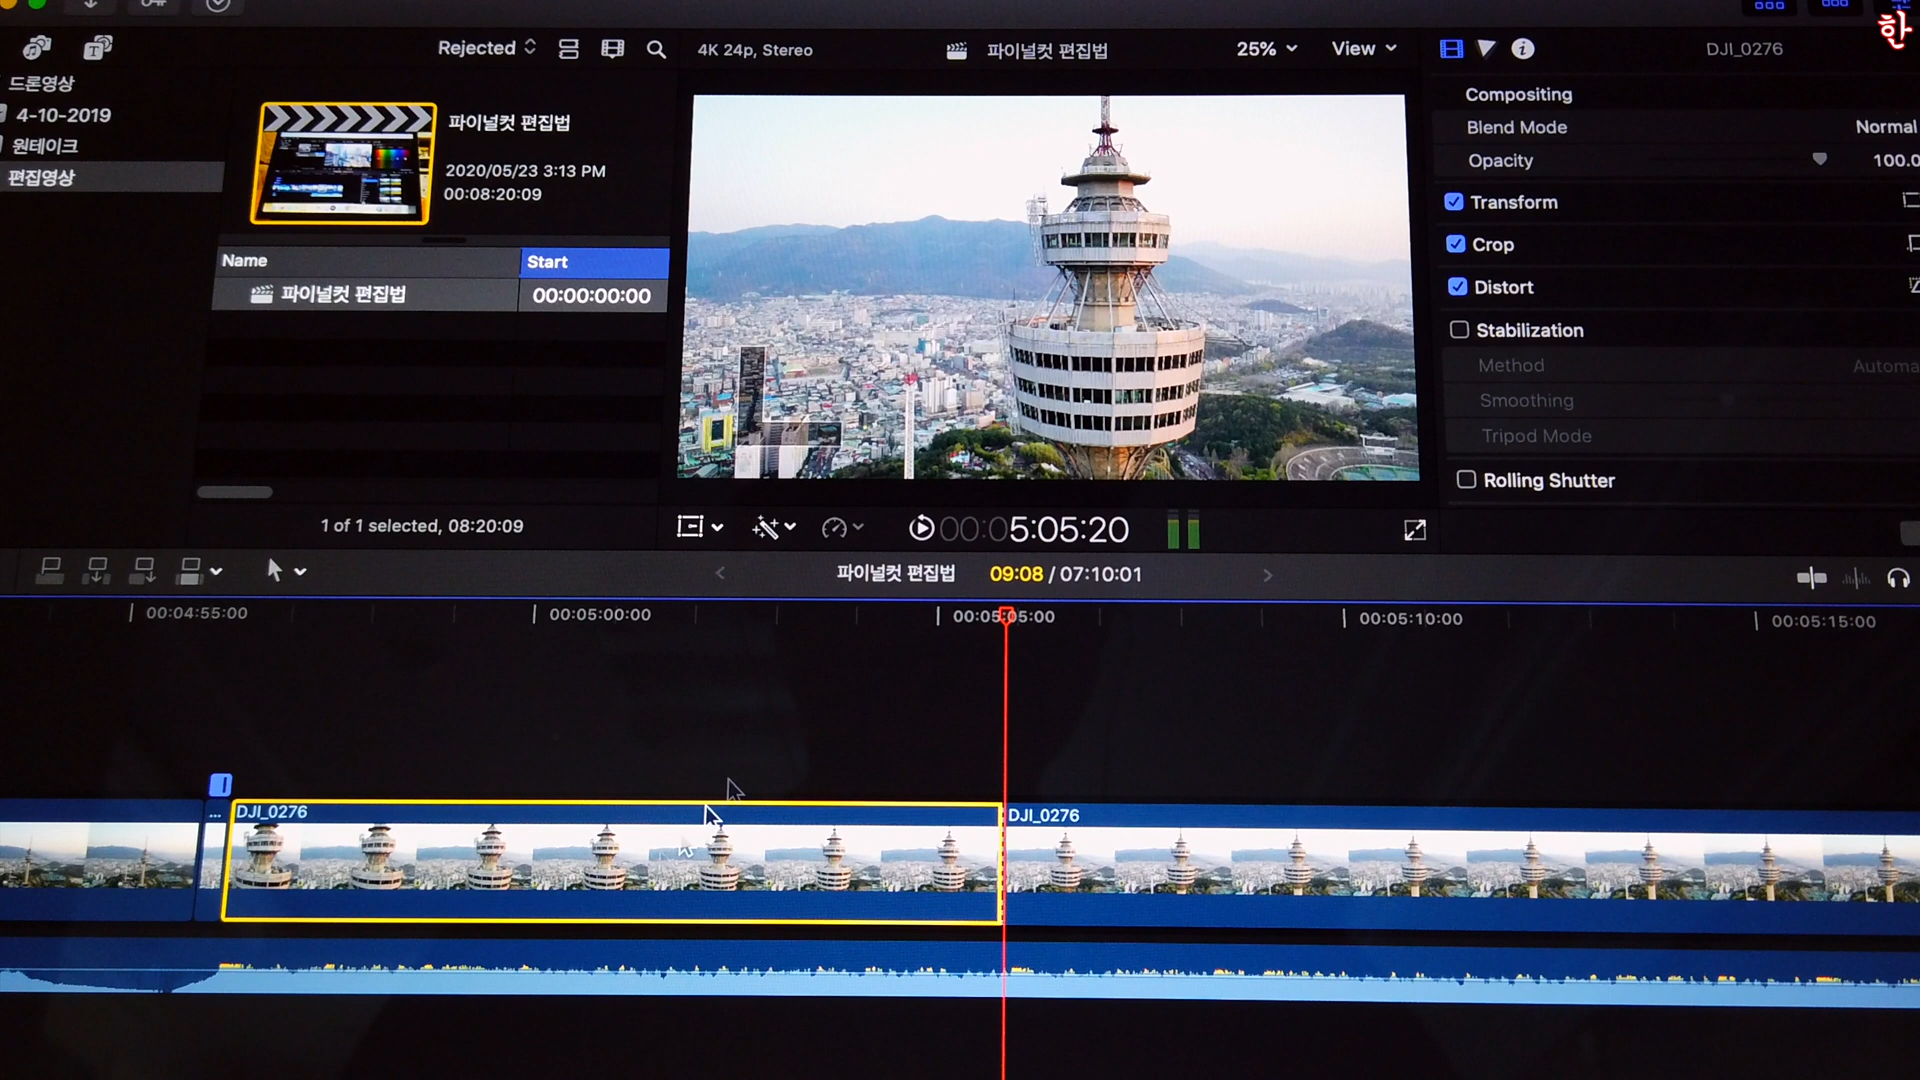 Rejected
4K 24p, Stereo
파이널컷 편집법
25%
View
DJI_0276
한
드론영상
4-10-2019
원테이크
편집영상
파이널컷 편집법
2020/05/23 3:13 PM
00:08:20:09
Name
Start
파이널컷 편집법
00:00:00:00
1 of 1 selected, 08:20:09
Compositing
Blend Mode
Normal
Opacity
100.0
Transform
Crop
Distort
Stabilization
Method
Smoothing
Tripod Mode
Rolling Shutter
00:05:05:20
파이널컷 편집법
09:08 / 07:10:01
00:04:55:00
00:05:00:00
00:05:05:00
00:05:10:00
00:05:15:00
DJI_0276
DJI_0276